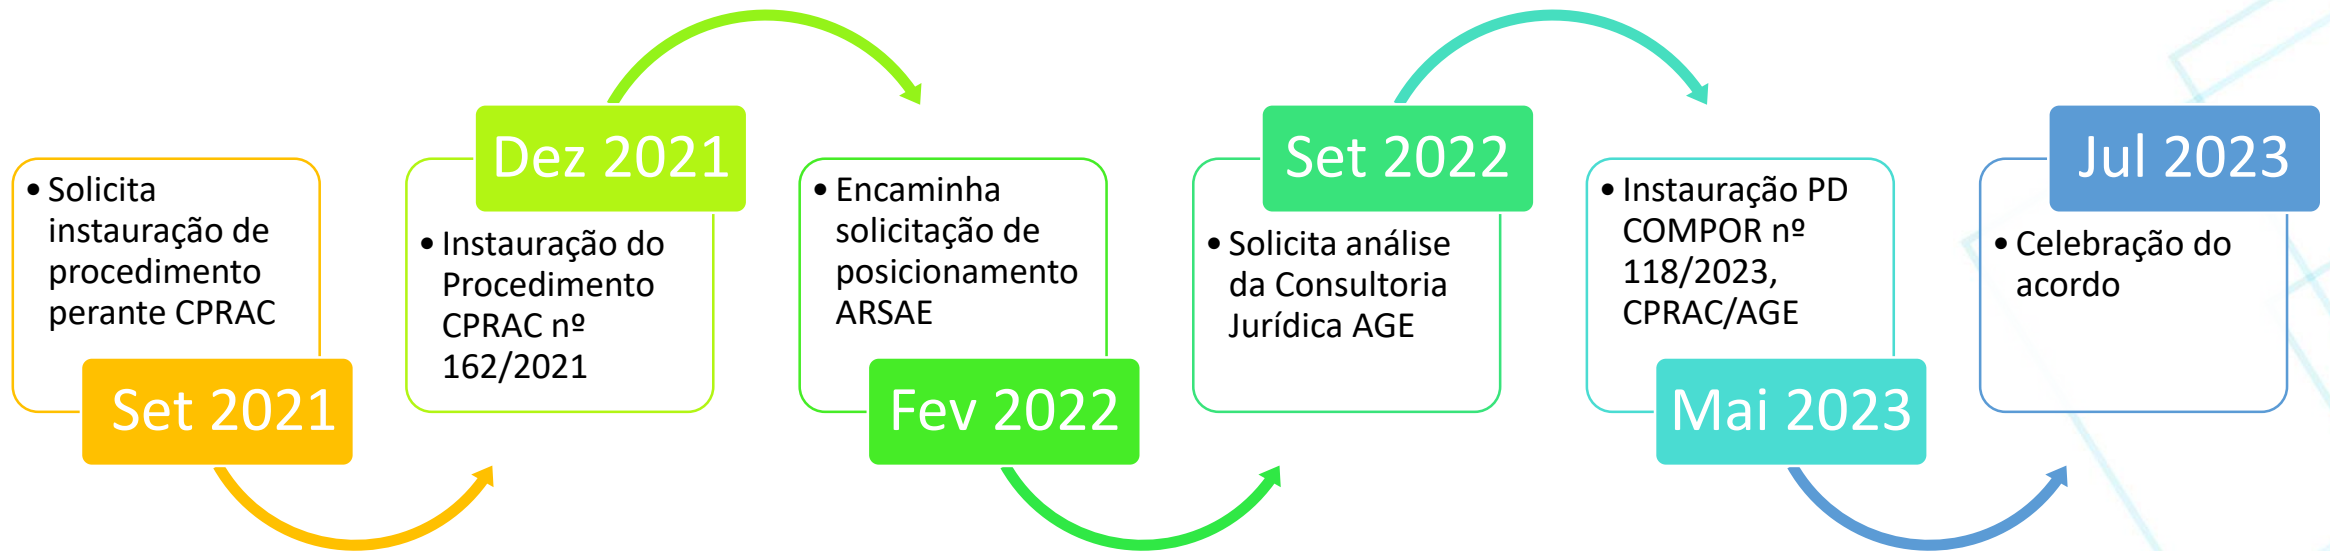 • Solicita
instauração de
procedimento
perante CPRAC
Set 2021
Dez 2021
• Instauração do
Procedimento
CPRAC nº
162/2021
• Encaminha
solicitação de
posicionamento
ARSAE
Fev 2022
Set 2022
• Solicita análise
da Consultoria
Jurídica AGE
• Instauração PD
COMPOR nº
118/2023,
CPRAC/AGE
Mai 2023
Jul 2023
• Celebração do
acordo